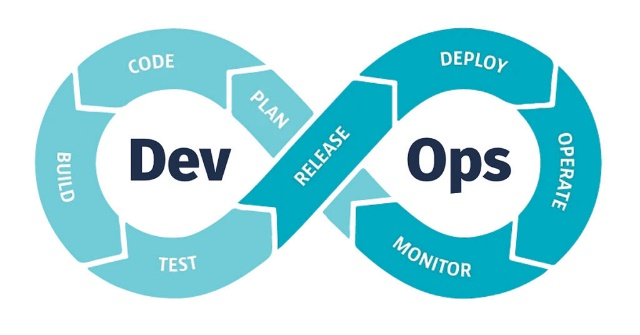 PLAN
CODE
BUILD
TEST
RELEASE
DEPLOY
OPERATE
MONITOR
Dev
Ops